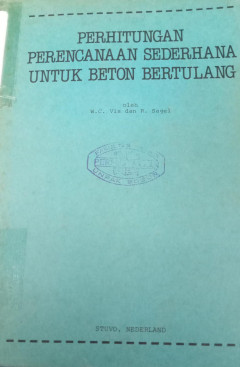 PERHITUNGAN
PERENCANAAN SEDERHANA
UNTUK BETON BERTULANG
oleh
W.C. Vis dan R. Sagel
STUVO, NEDERLAND